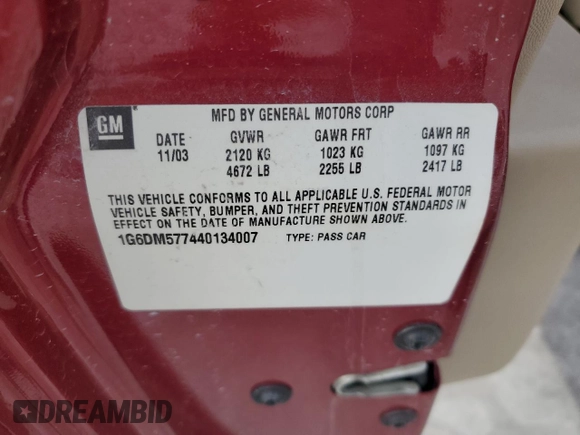 GM
MFD BY GENERAL MOTORS CORP
DATE GVWR GAWR FRT GAWR RR
11/03 2120 KG 1023 KG 1097 KG
4672 LB 2255 LB 2417 LB
THIS VEHICLE CONFORMS TO ALL APPLICABLE U.S. FEDERAL MOTOR
VEHICLE SAFETY, BUMPER, AND THEFT PREVENTION STANDARDS IN
EFFECT ON THE DATE OF MANUFACTURE SHOWN ABOVE.
1G6DM577440134007 TYPE: PASS CAR
DREAMBID